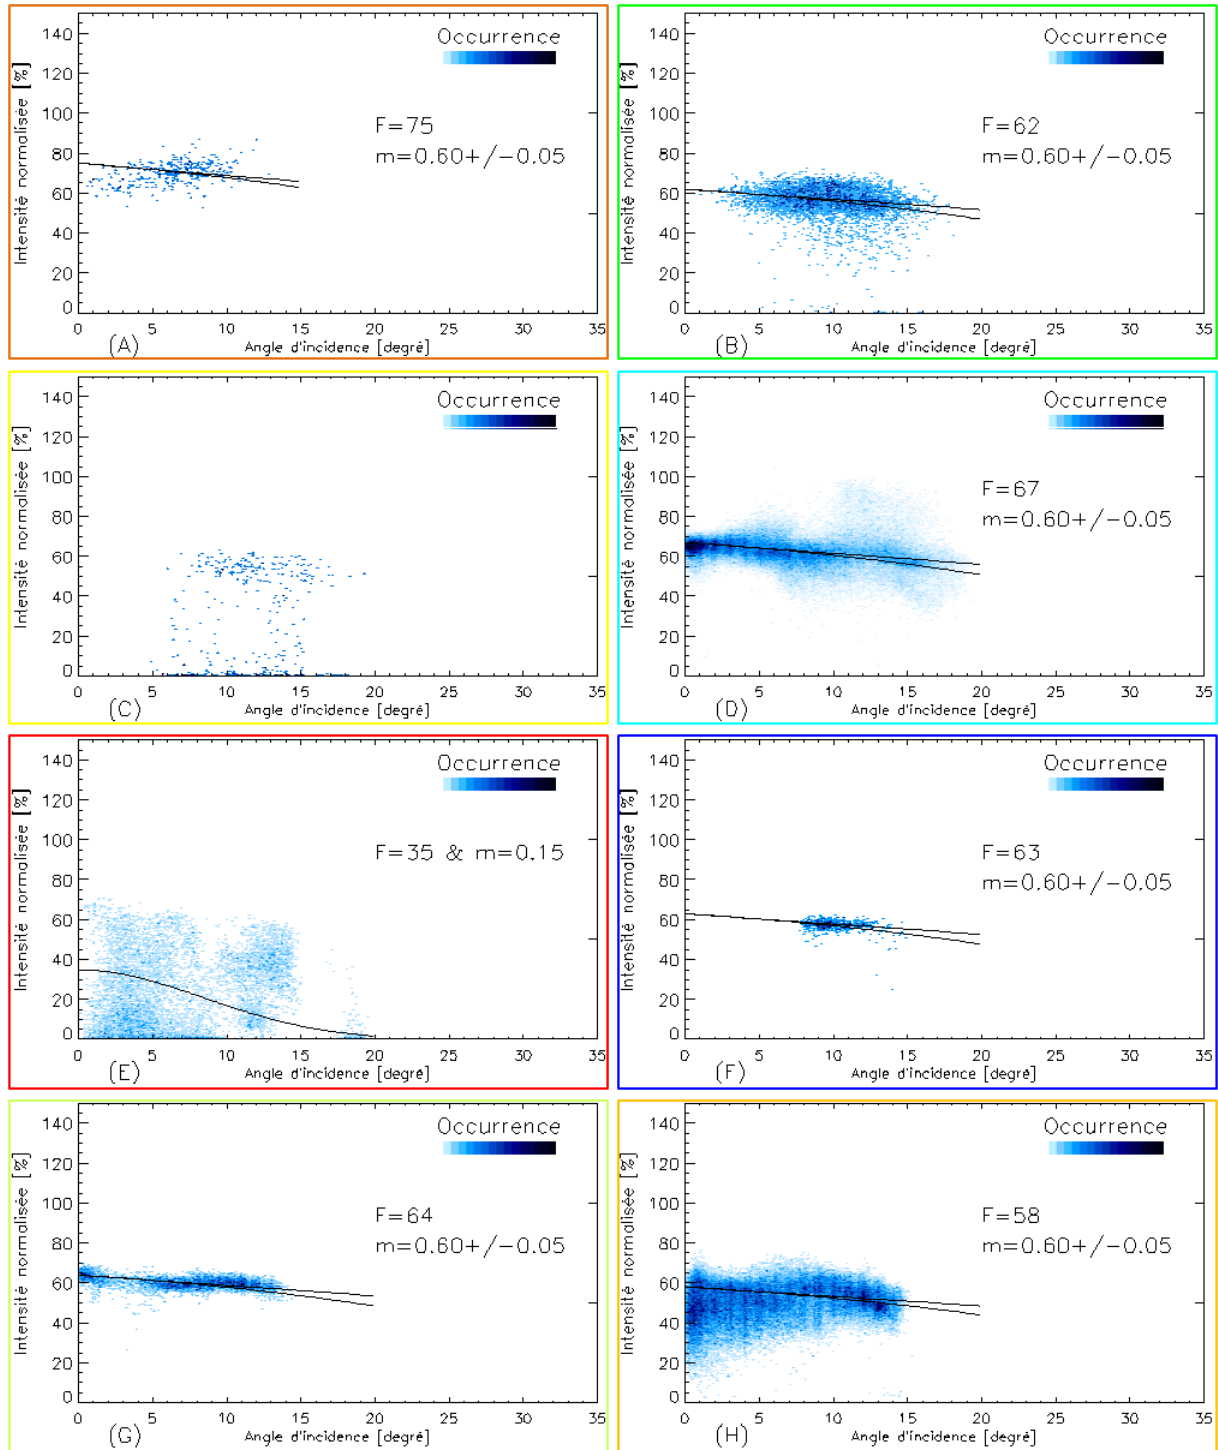 Occurrence
Intensité normalisée [%]
140
120
100
80
60
40
20
0
F=75
m=0.60+/-0.05
0 5 10 15 20 25 30 35
(A) Angle d'incidence [degré]
Occurrence
Intensité normalisée [%]
140
120
100
80
60
40
20
0
F=62
m=0.60+/-0.05
0 5 10 15 20 25 30 35
(B) Angle d'incidence [degré]
Occurrence
Intensité normalisée [%]
140
120
100
80
60
40
20
0
0 5 10 15 20 25 30 35
(C) Angle d'incidence [degré]
Occurrence
Intensité normalisée [%]
140
120
100
80
60
40
20
0
F=67
m=0.60+/-0.05
0 5 10 15 20 25 30 35
(D) Angle d'incidence [degré]
Occurrence
Intensité normalisée [%]
140
120
100
80
60
40
20
0
F=35 & m=0.15
0 5 10 15 20 25 30 35
(E) Angle d'incidence [degré]
Occurrence
Intensité normalisée [%]
140
120
100
80
60
40
20
0
F=63
m=0.60+/-0.05
0 5 10 15 20 25 30 35
(F) Angle d'incidence [degré]
Occurrence
Intensité normalisée [%]
140
120
100
80
60
40
20
0
F=64
m=0.60+/-0.05
0 5 10 15 20 25 30 35
(G) Angle d'incidence [degré]
Occurrence
Intensité normalisée [%]
140
120
100
80
60
40
20
0
F=58
m=0.60+/-0.05
0 5 10 15 20 25 30 35
(H) Angle d'incidence [degré]